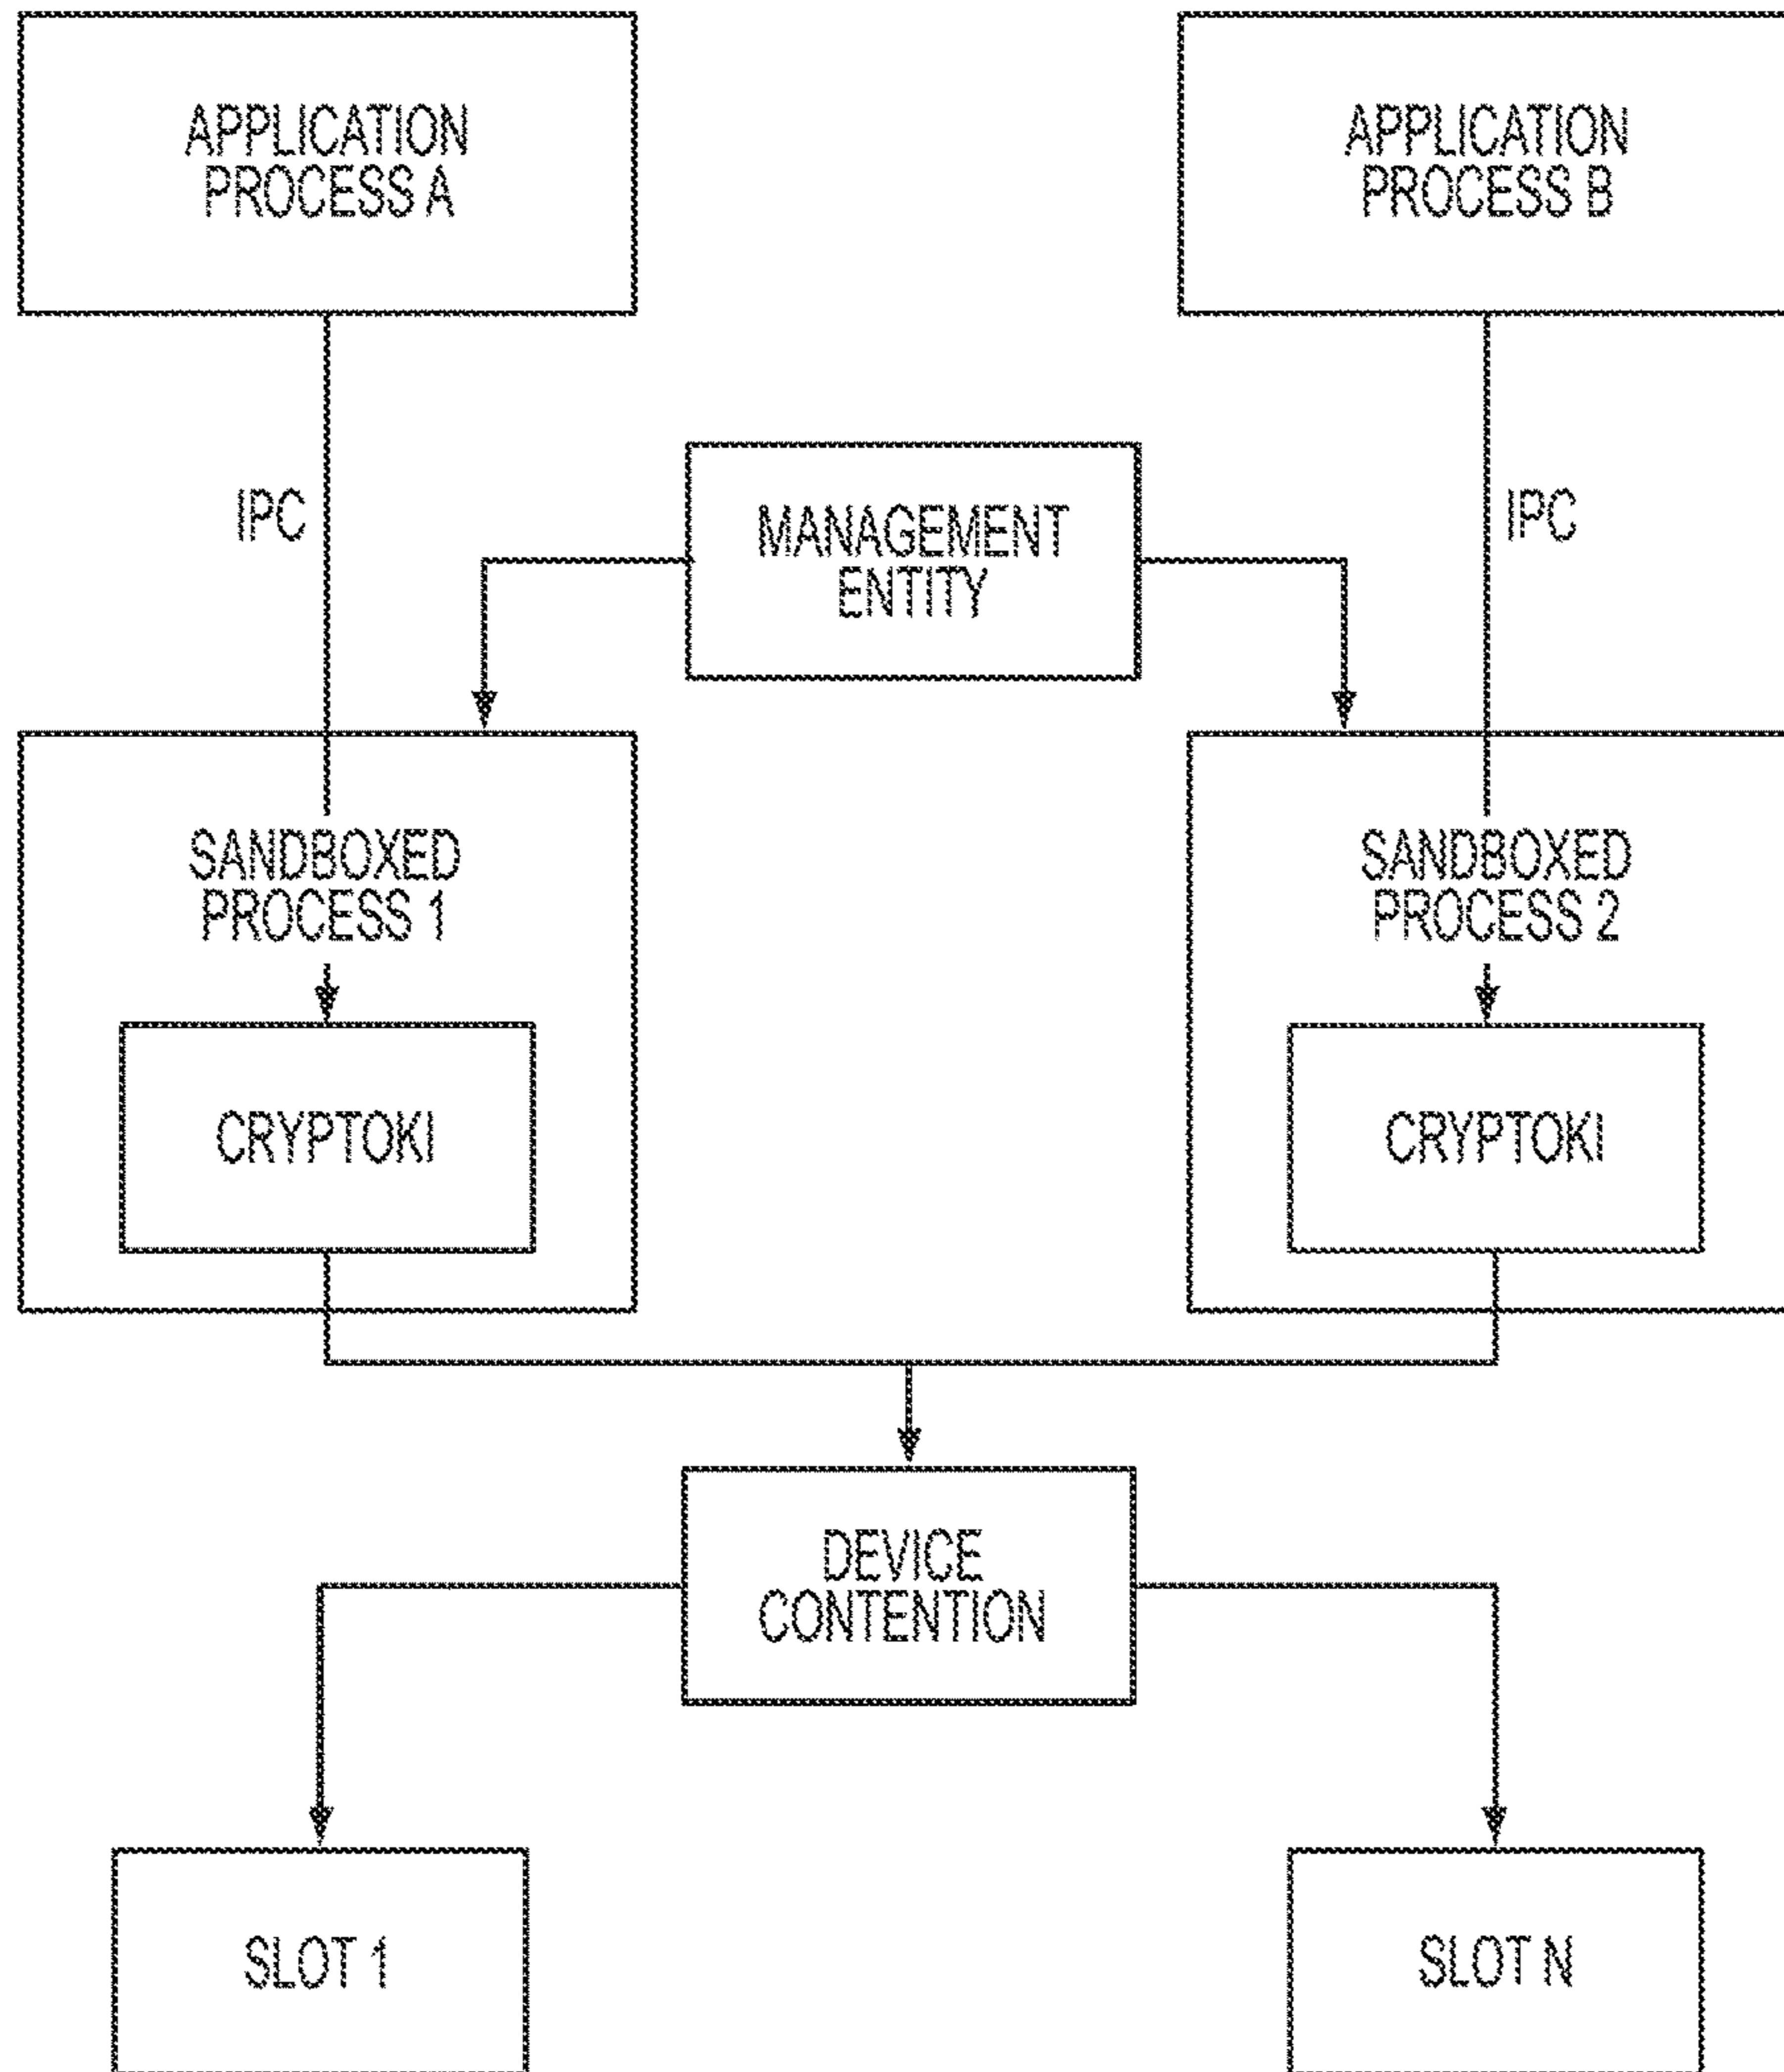 APPLICATION
PROCESS A
APPLICATION
PROCESS B
IPC
MANAGEMENT
ENTITY
IPC
SANDBOXED
PROCESS 1
SANDBOXED
PROCESS 2
CRYPTOKI
CRYPTOKI
DEVICE
CONTENTION
SLOT 1
SLOT N